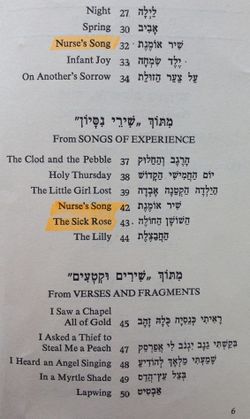 Night 27 לַיְלָה
Spring 30 אָבִיב
Nurse's Song 32 שִׁיר אוֹמֶנֶת
Infant Joy 33 יֶלֶד שִׂמְחָה
On Another's Sorrow 34 עַל צַעַר הַזּוּלַת
מִתּוֹךְ „שִׁירֵי נִסָּיוֹן"
From SONGS OF EXPERIENCE
The Clod and the Pebble 37 הָרֶגֶב וְהַחַלּוּק
Holy Thursday 38 יוֹם הַחֲמִישִׁי הַקָּדוֹשׁ
The Little Girl Lost 39 הַיַּלְדָּה הַקְּטַנָּה אָבְדָה
Nurse's Song 42 שִׁיר אוֹמֶנֶת
The Sick Rose 43 הַשּׁוֹשָׁן הַחוֹלָה
The Lilly 44 הַחֲבַצֶּלֶת
מִתּוֹךְ „שִׁירִים וּקְטָעִים"
From VERSES AND FRAGMENTS
I Saw a Chapel
All of Gold 45 רָאִיתִי כְּנֵסִיָּה כֻּלָּהּ זָהָב
I Asked a Thief to
Steal Me a Peach 47 בִּקַּשְׁתִּי גַנָּב יִגְנֹב לִי אֲפַרְסֵק
I Heard an Angel Singing 48 שָׁמַעְתִּי מַלְאָךְ לְהוֹדִיעַ
In a Myrtle Shade 49 בְּצֵל עֵץ־הֲדַס
Lapwing 50 אַבְטִיט
6